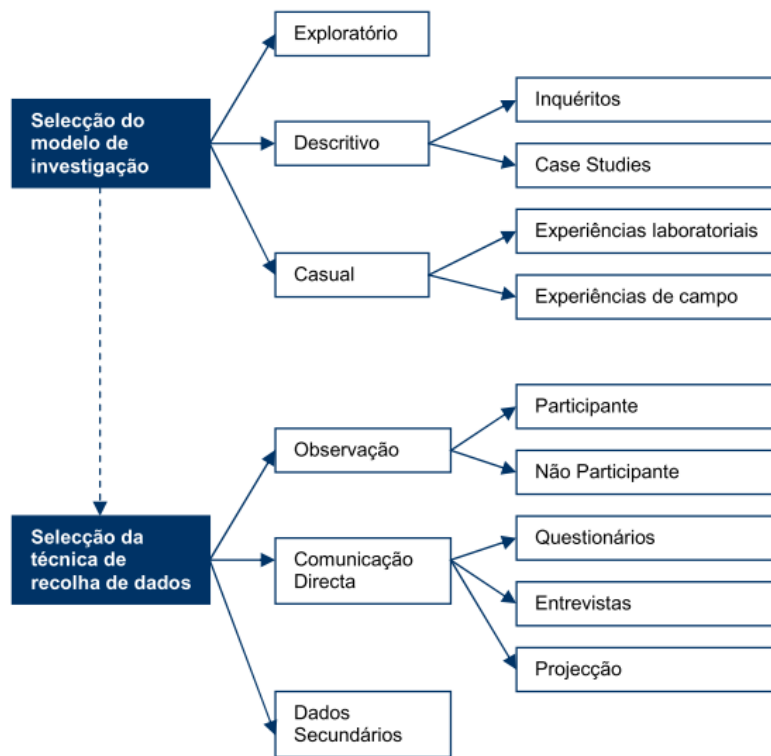 Exploratório
Selecção do
modelo de
investigação
Descritivo
Inquéritos
Case Studies
Casual
Experiências laboratoriais
Experiências de campo
Selecção da
técnica de
recolha de dados
Observação
Participante
Não Participante
Comunicação
Directa
Questionários
Entrevistas
Projecção
Dados
Secundários